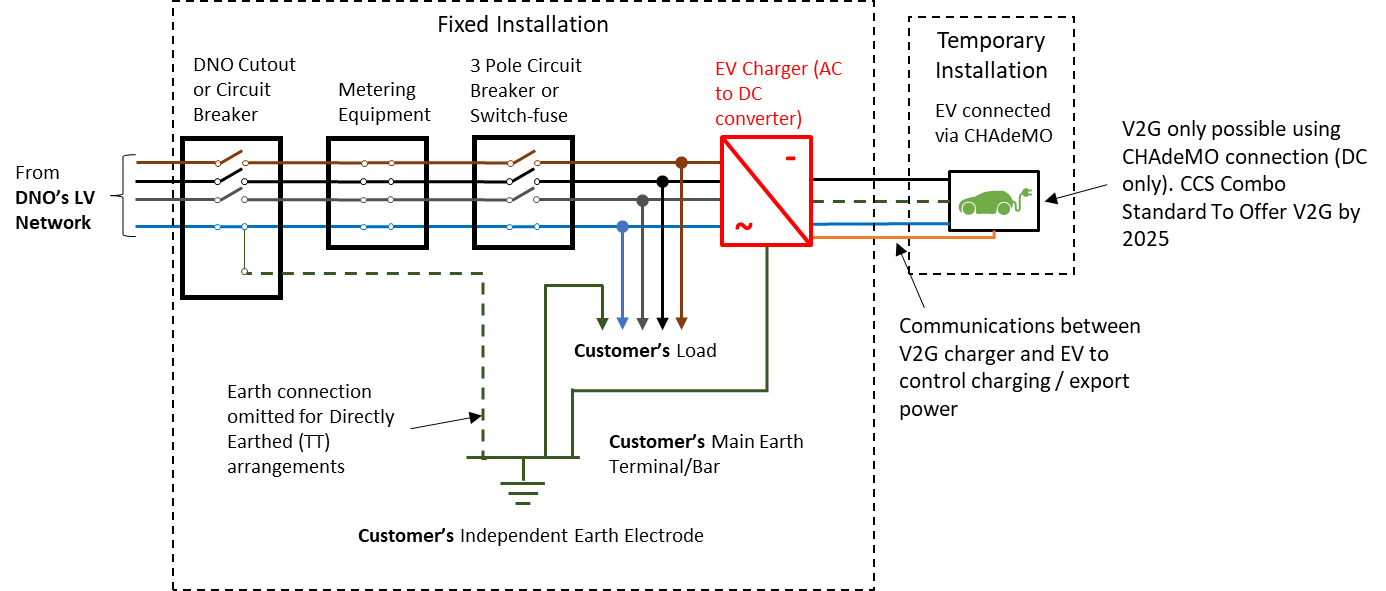 Fixed Installation
DNO Cutout
or Circuit
Breaker
Metering
Equipment
3 Pole Circuit
Breaker or
Switch-fuse
EV Charger (AC
to DC
converter)
Temporary
Installation
EV connected
via CHAdeMO
V2G only possible using
CHAdeMO connection (DC
only). CCS Combo
Standard To Offer V2G by
2025
From
DNO's LV
Network
-
~
Communications between
V2G charger and EV to
control charging / export
power
Customer's Load
Earth connection
omitted for Directly
Earthed (TT)
arrangements
Customer's Main Earth
Terminal/Bar
Customer's Independent Earth Electrode